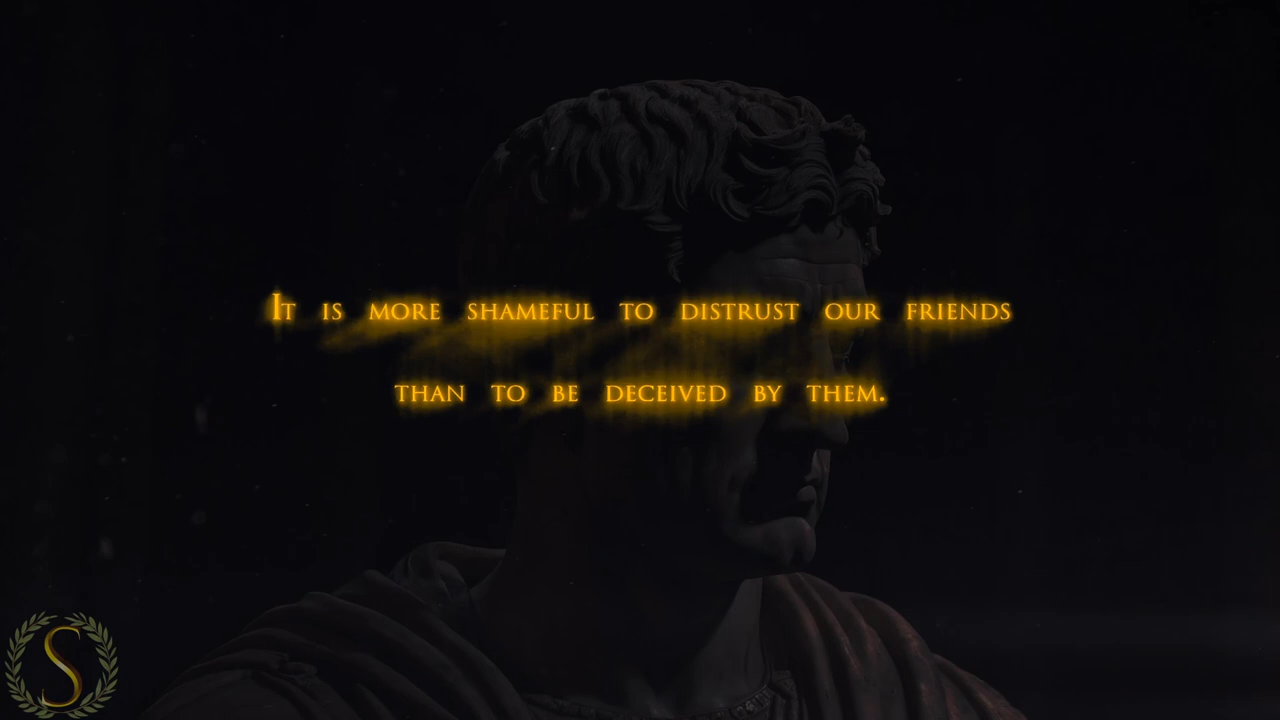 It is more shameful to distrust our friends
than to be deceived by them.
S